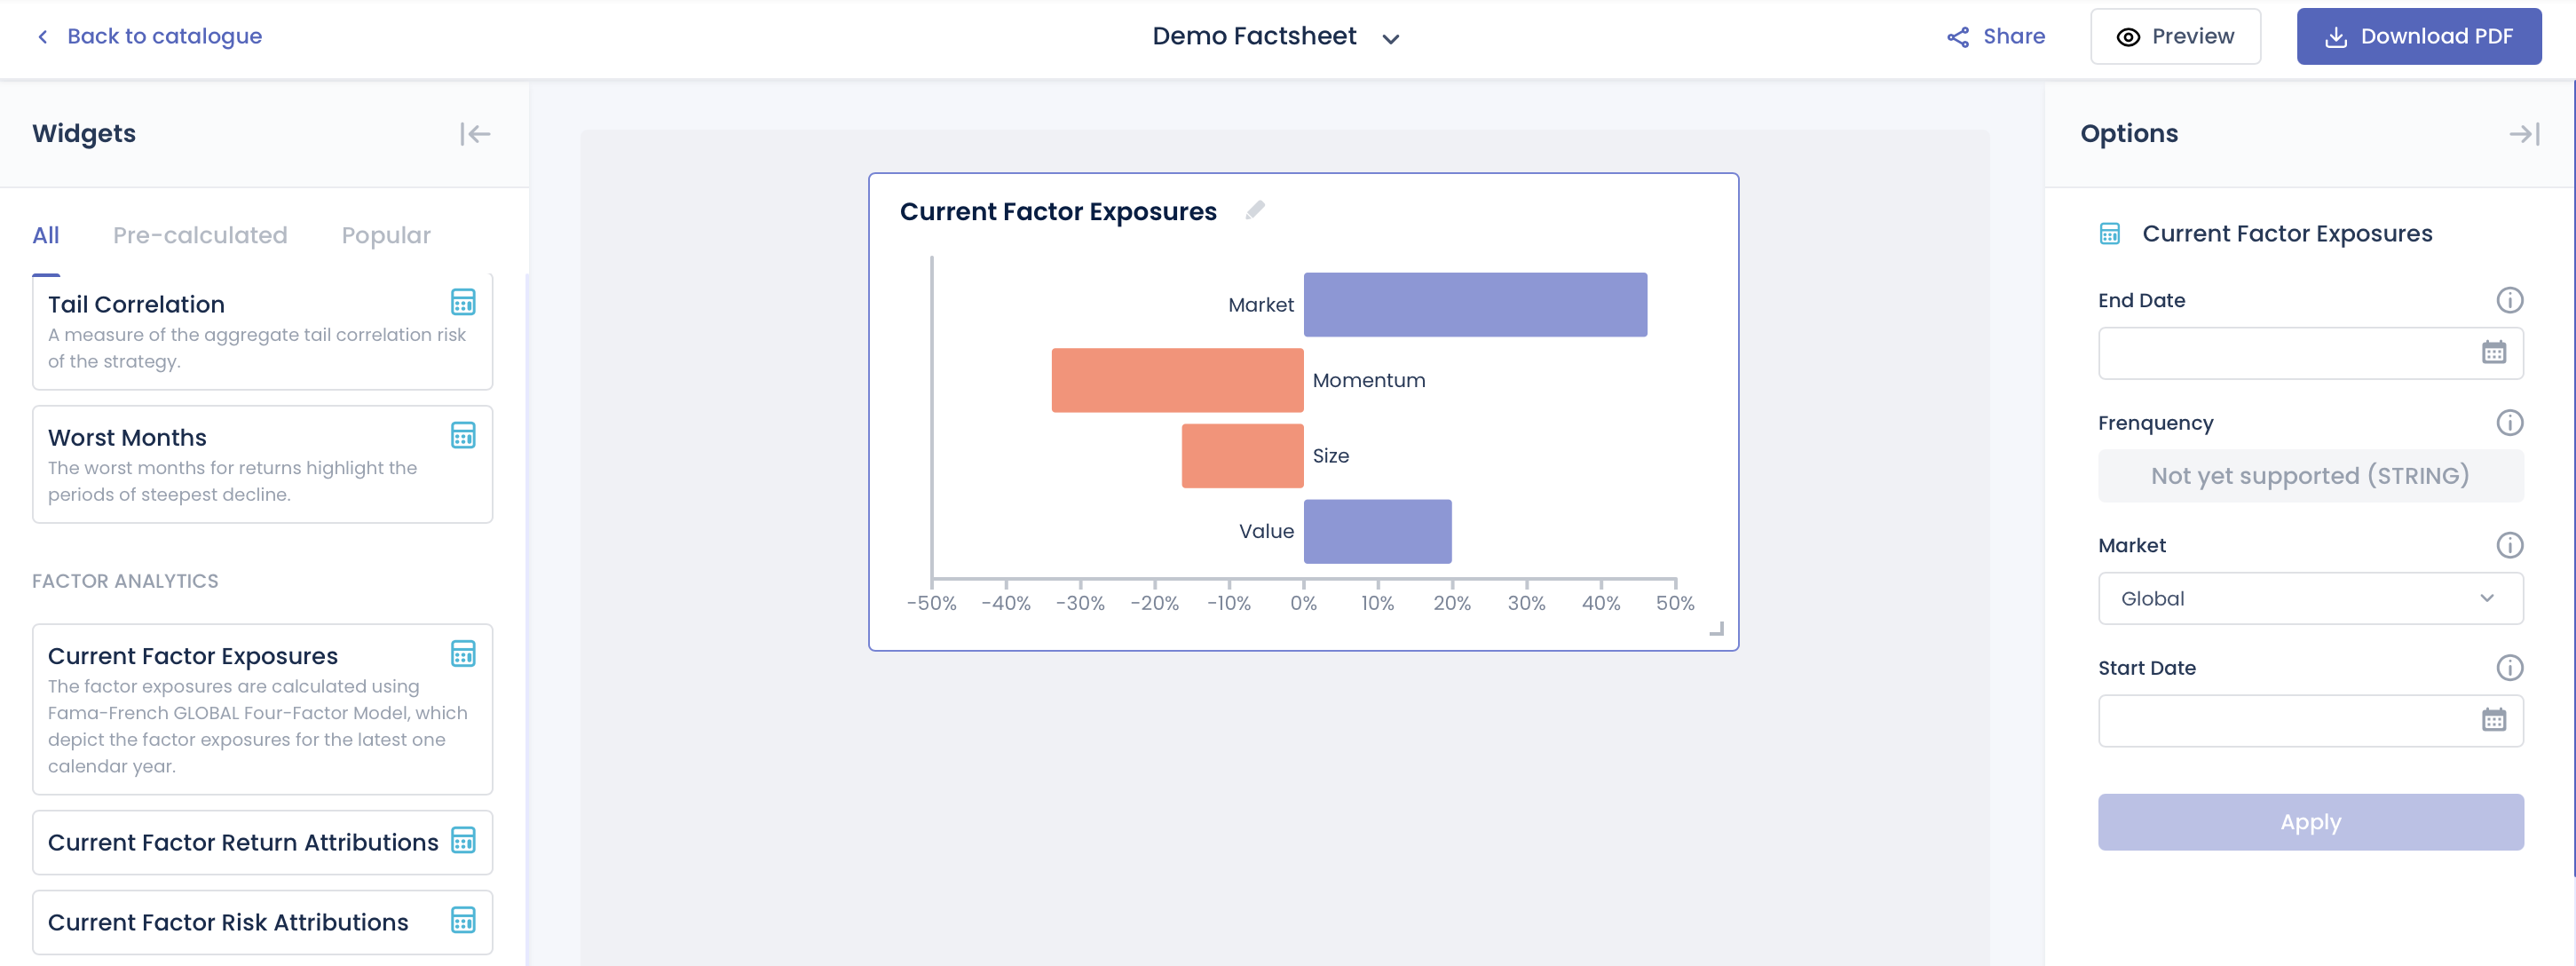 Back to catalogue
Demo Factsheet
Share
Preview
Download PDF
Widgets
All
Pre-calculated
Popular
Tail Correlation
A measure of the aggregate tail correlation risk
of the strategy.
Worst Months
The worst months for returns highlight the
periods of steepest decline.
FACTOR ANALYTICS
Current Factor Exposures
The factor exposures are calculated using
Fama-French GLOBAL Four-Factor Model, which
depict the factor exposures for the latest one
calendar year.
Current Factor Return Attributions
Current Factor Risk Attributions
Current Factor Exposures
Market
Momentum
Size
Value
-50% -40% -30% -20% -10% 0% 10% 20% 30% 40% 50%
Options
Current Factor Exposures
End Date
Frenquency
Not yet supported (STRING)
Market
Global
Start Date
Apply